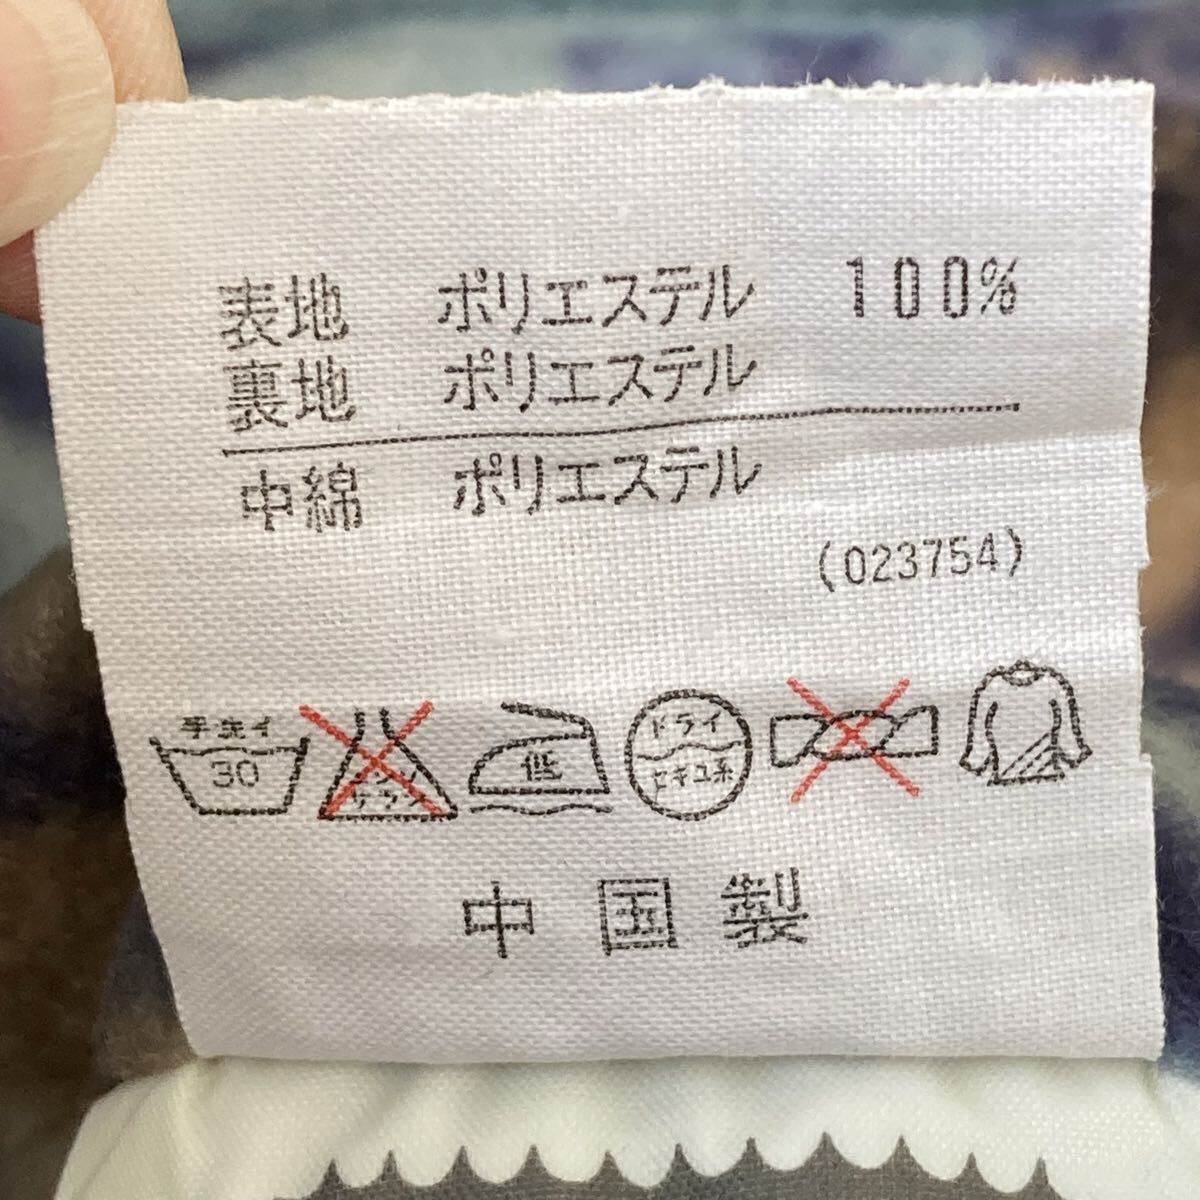 表地 ポリエステル 100%
裏地 ポリエステル
中綿 ポリエステル
(023754)
手洗イ
30
エンソ
サラシ
低
ドライ
セキユ系
中国製